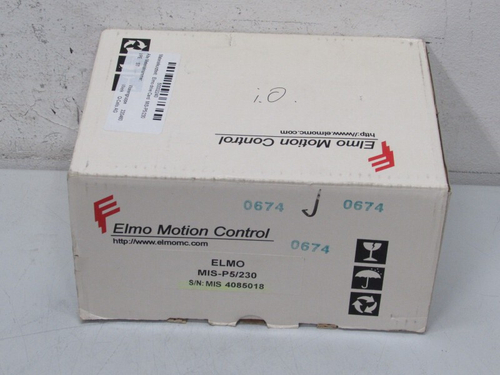 Elmo Motion Control
http://www.elmomc.com
0674 J 0674
Elmo Motion Control
http://www.elmomc.com
0674
ELMO
MIS-P5/230
S/N: MIS 4085018